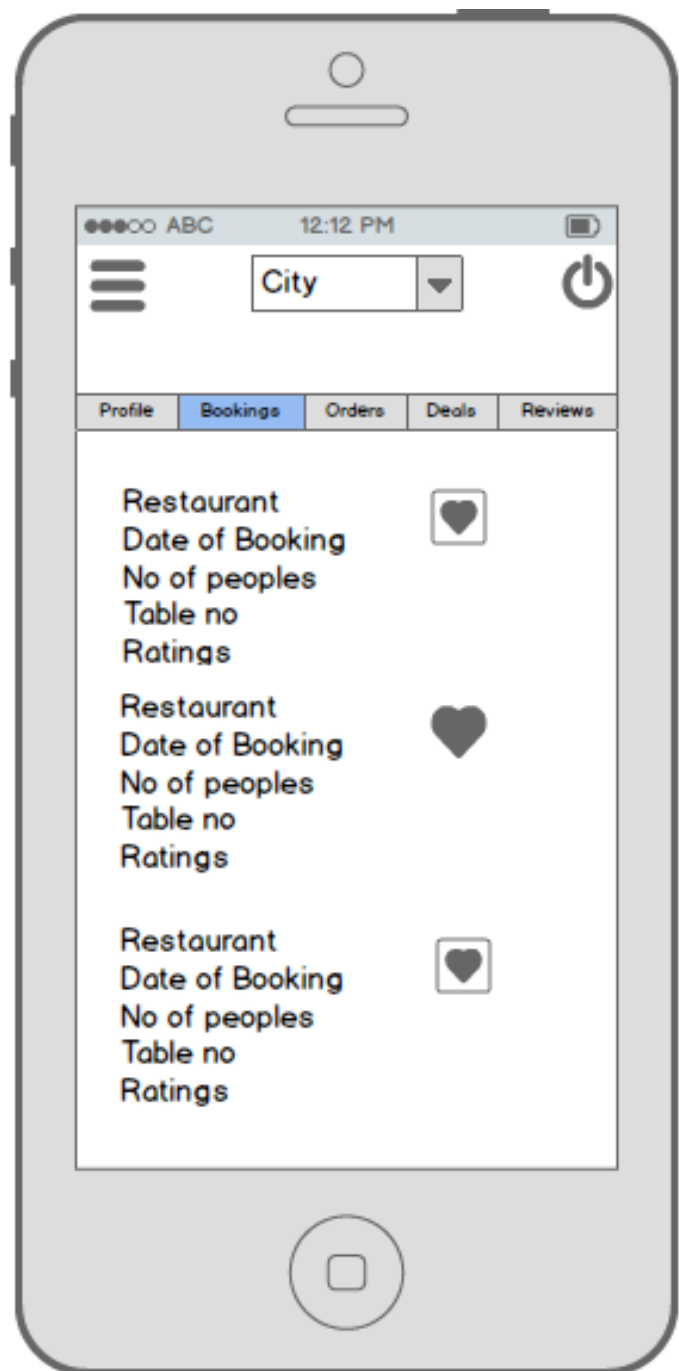 ABC 12:12 PM
City
Profile Bookings Orders Deals Reviews
Restaurant
Date of Booking
No of peoples
Table no
Ratings
Restaurant
Date of Booking
No of peoples
Table no
Ratings
Restaurant
Date of Booking
No of peoples
Table no
Ratings